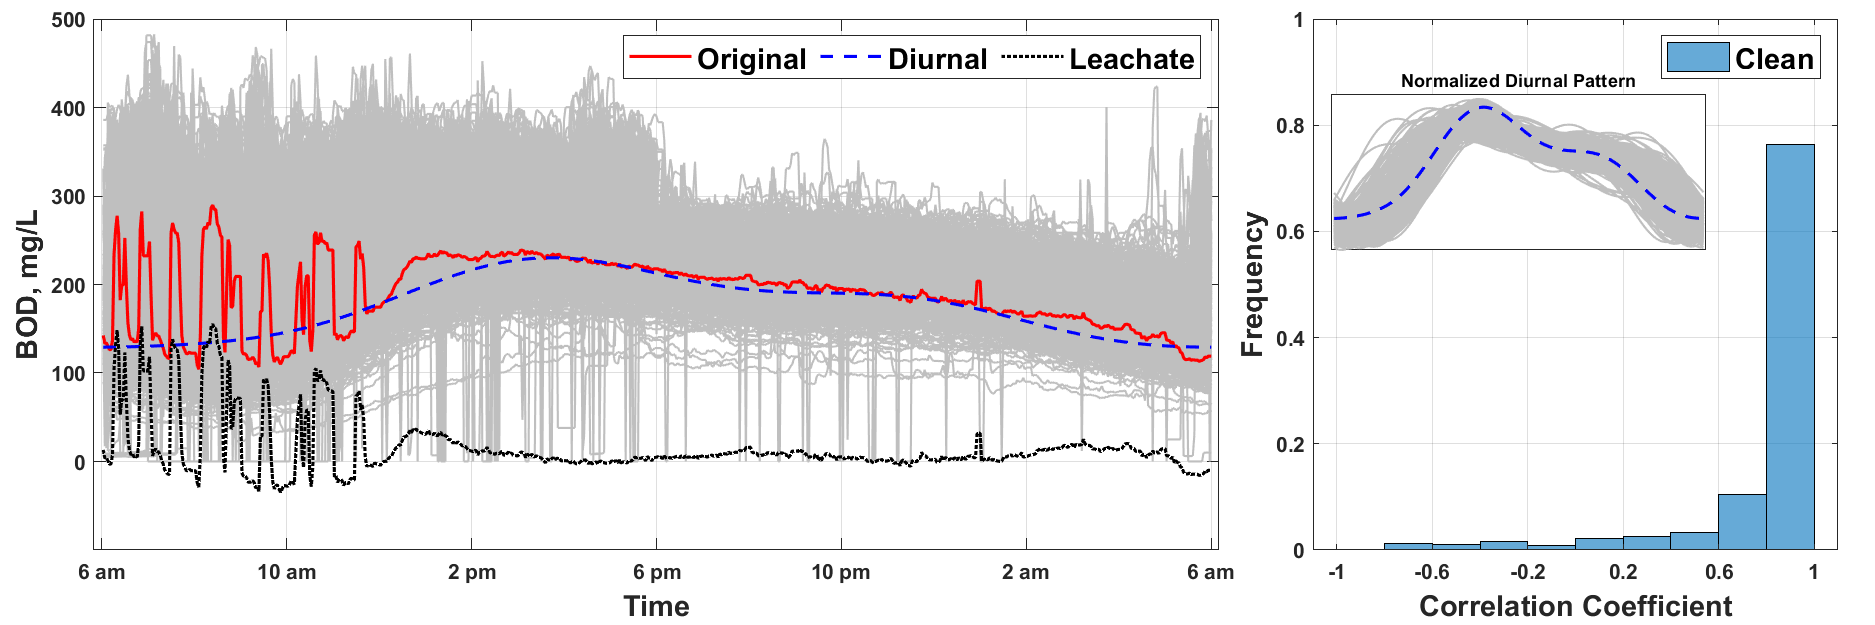 500
400
300
200
100
0
BOD, mg/L
Original
Diurnal
Leachate
6 am
10 am
2 pm
6 pm
10 pm
2 am
6 am
Time
1
0.8
0.6
0.4
0.2
0
Frequency
Clean
Normalized Diurnal Pattern
-1
-0.6
-0.2
0.2
0.6
1
Correlation Coefficient